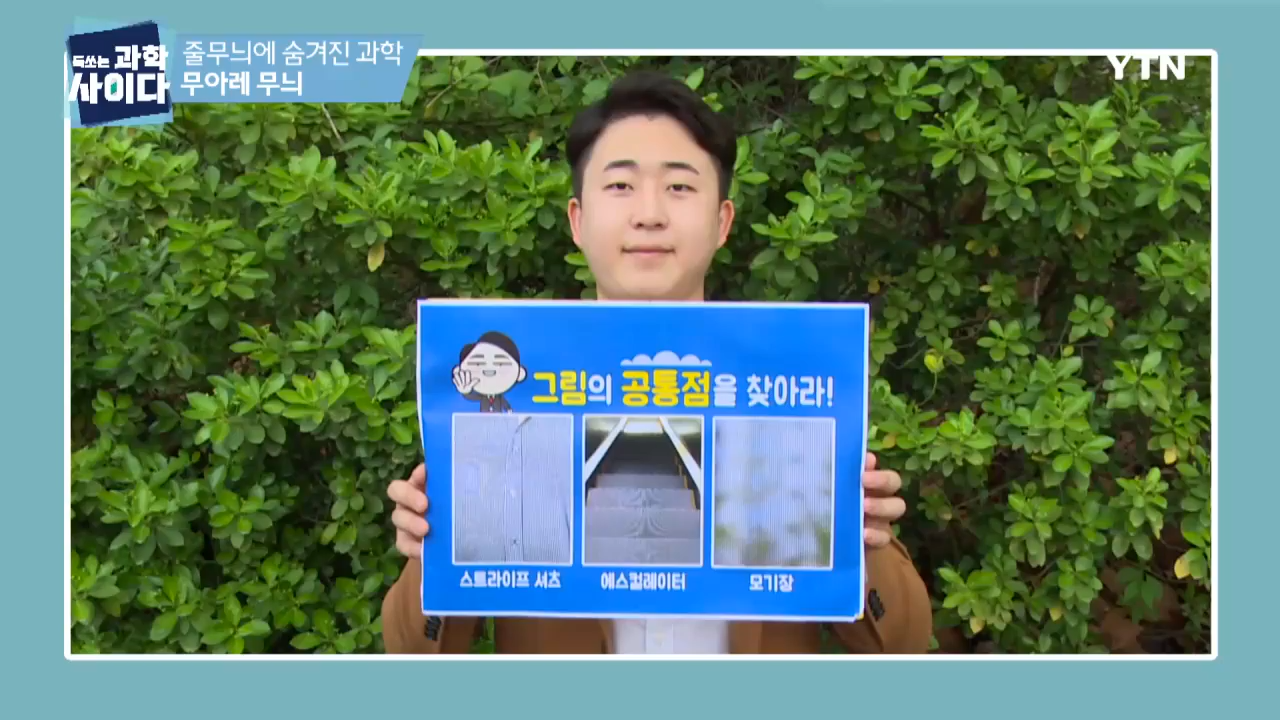 톡쏘는 과학
사이다
줄무늬에 숨겨진 과학
무아레 무늬
YTN
그림의 공통점을 찾아라!
스트라이프 셔츠
에스컬레이터
모기장